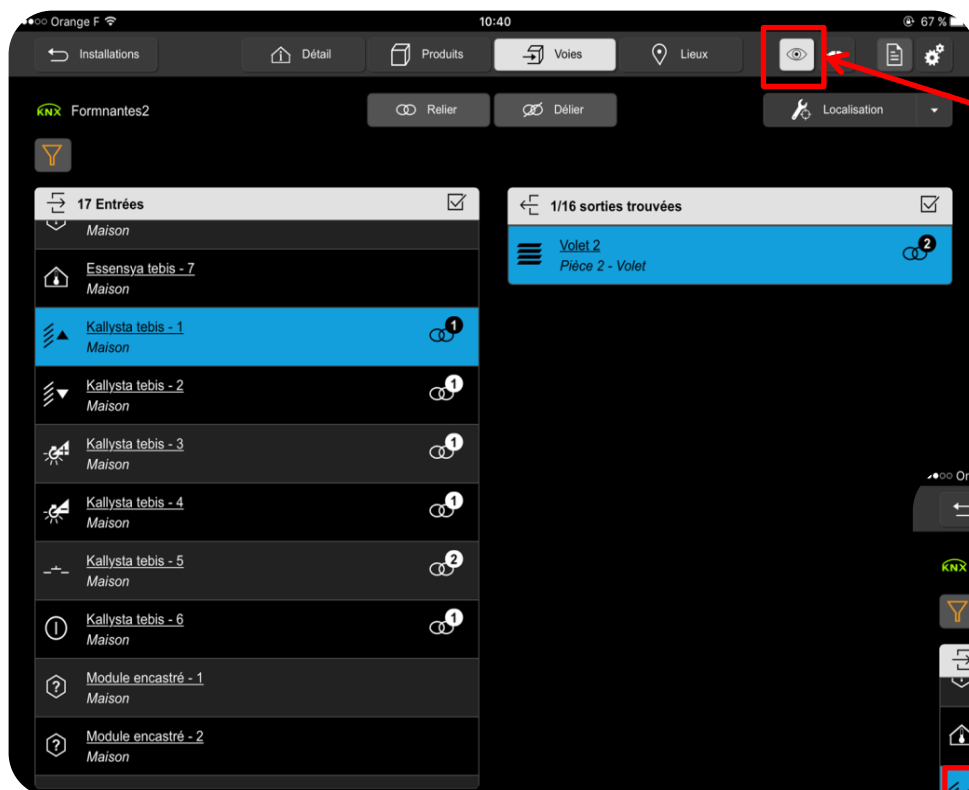 Orange F 10:40 67 %
Installations Détail Produits Voies Lieux
KNX Formnantes2 Relier Délier Localisation
17 Entrées
Maison
Essensya tebis - 7
Maison
Kallysta tebis - 1 1
Maison
Kallysta tebis - 2 1
Maison
Kallysta tebis - 3 1
Maison
Kallysta tebis - 4 1
Maison
Kallysta tebis - 5 2
Maison
Kallysta tebis - 6 1
Maison
? Module encastré - 1
Maison
? Module encastré - 2
Maison
1/16 sorties trouvées
Volet 2 2
Pièce 2 - Volet
Or
KNX